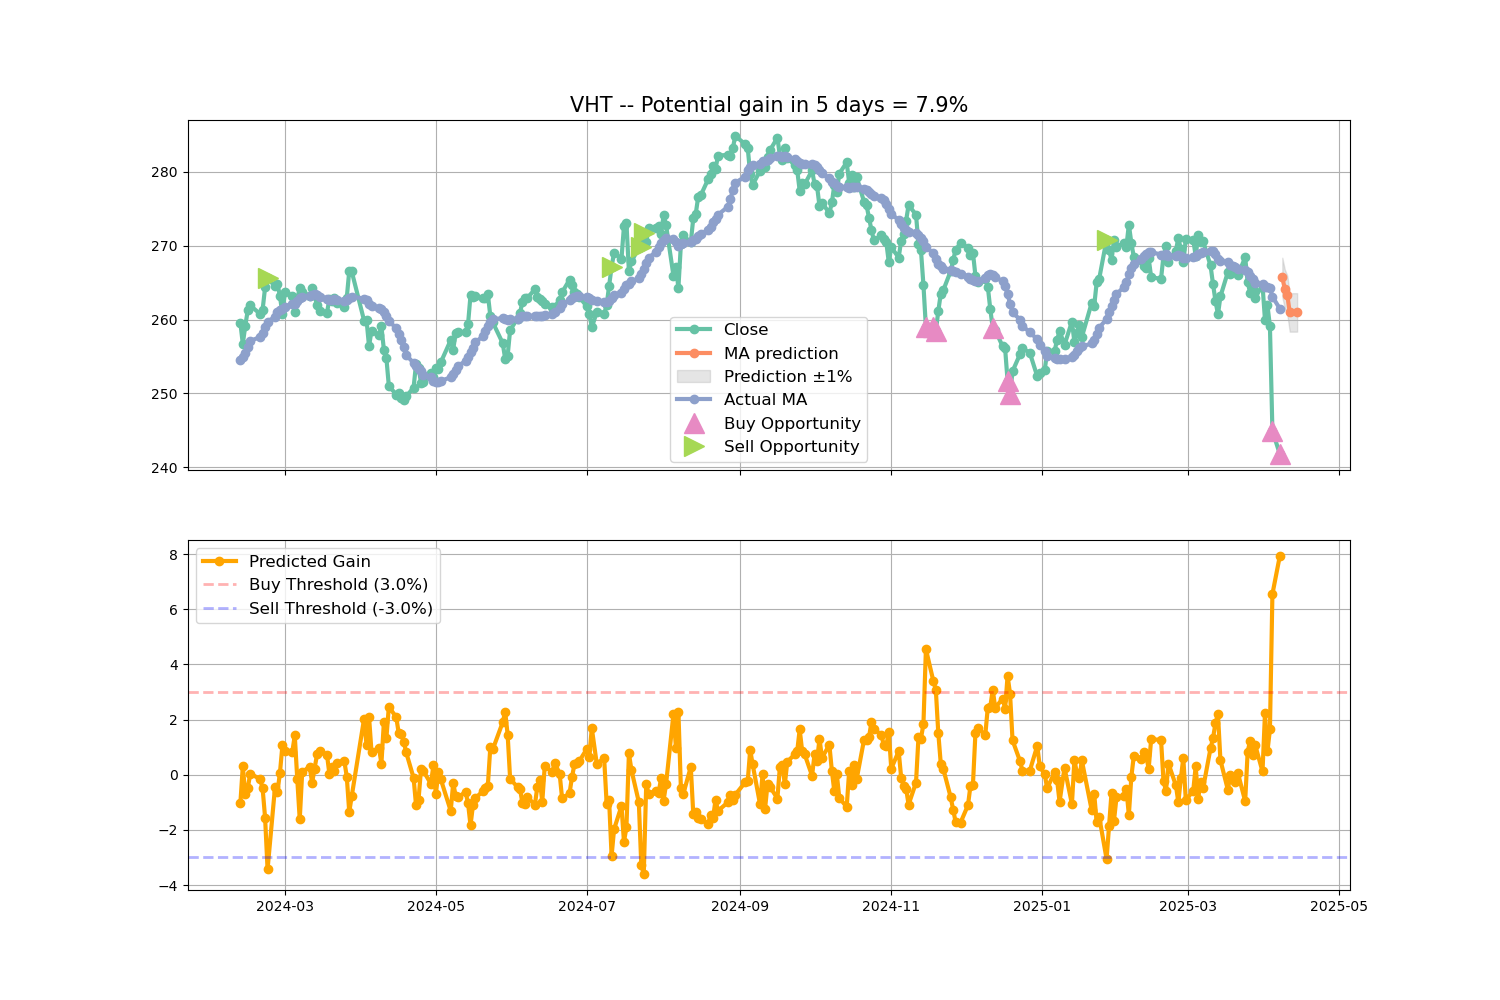 VHT -- Potential gain in 5 days = 7.9%
280
270
260
250
240
Close
MA prediction
Prediction ±1%
Actual MA
Buy Opportunity
Sell Opportunity
8
6
4
2
0
−2
−4
Predicted Gain
Buy Threshold (3.0%)
Sell Threshold (-3.0%)
2024-03
2024-05
2024-07
2024-09
2024-11
2025-01
2025-03
2025-05